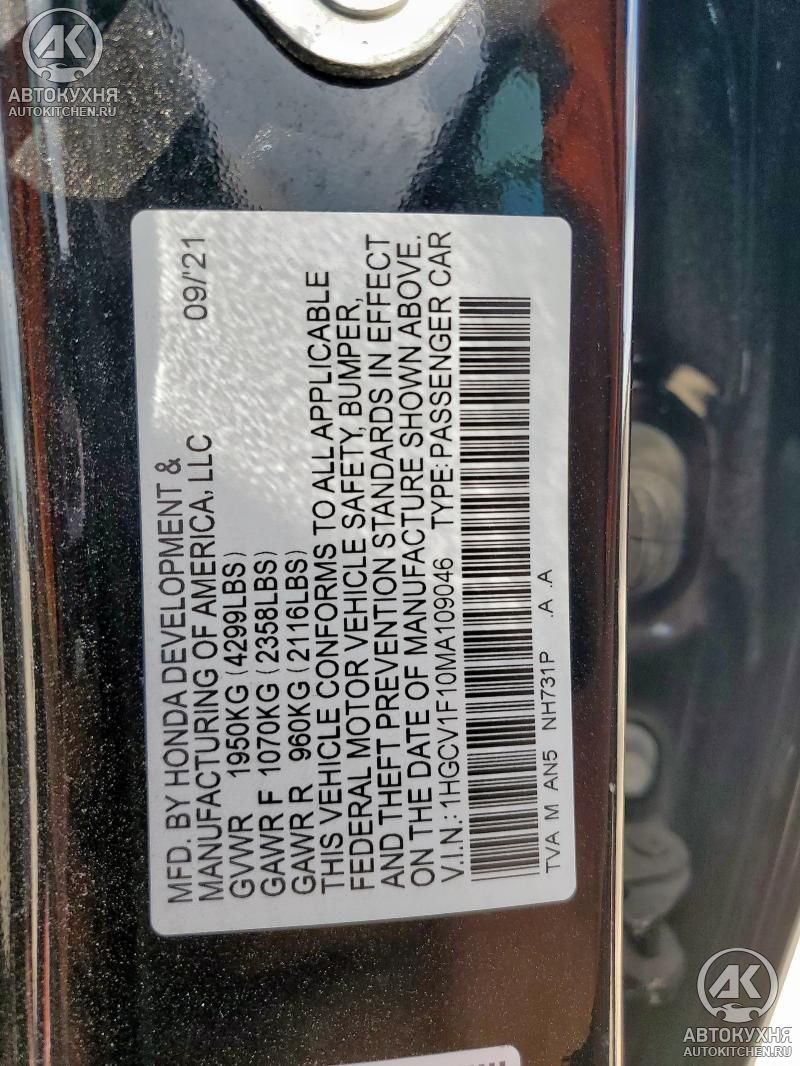 АК
АВТОКУХНЯ
AUTOKITCHEN.RU
MFD. BY HONDA DEVELOPMENT &
MANUFACTURING OF AMERICA, LLC 09/'21
GVWR 1950KG (4299LBS)
GAWR F 1070KG (2358LBS)
GAWR R 960KG (2116LBS)
THIS VEHICLE CONFORMS TO ALL APPLICABLE
FEDERAL MOTOR VEHICLE SAFETY, BUMPER,
AND THEFT PREVENTION STANDARDS IN EFFECT
ON THE DATE OF MANUFACTURE SHOWN ABOVE.
V.I.N.: 1HGCV1F10MA109046 TYPE: PASSENGER CAR
TVA M AN5 NH731P .A .A
АК
АВТОКУХНЯ
AUTOKITCHEN.RU